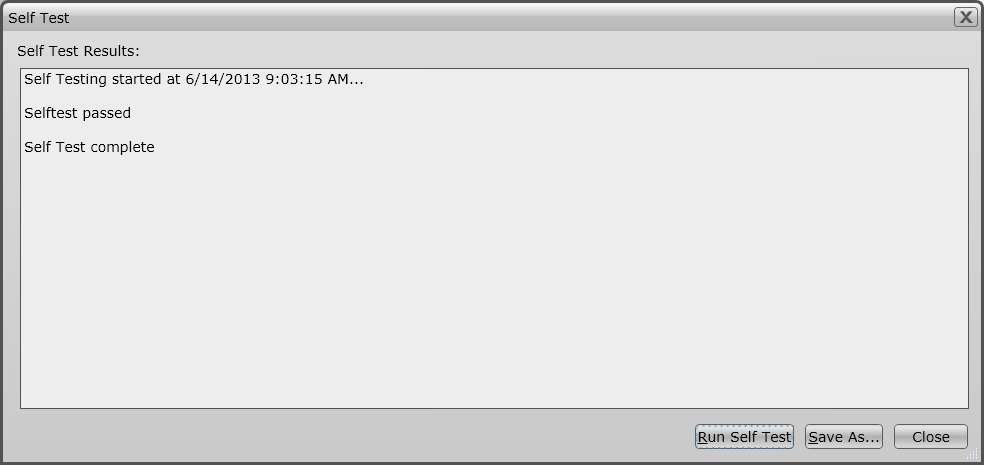 Self Test
Self Test Results:
Self Testing started at 6/14/2013 9:03:15 AM...
Selftest passed
Self Test complete
Run Self Test Save As... Close